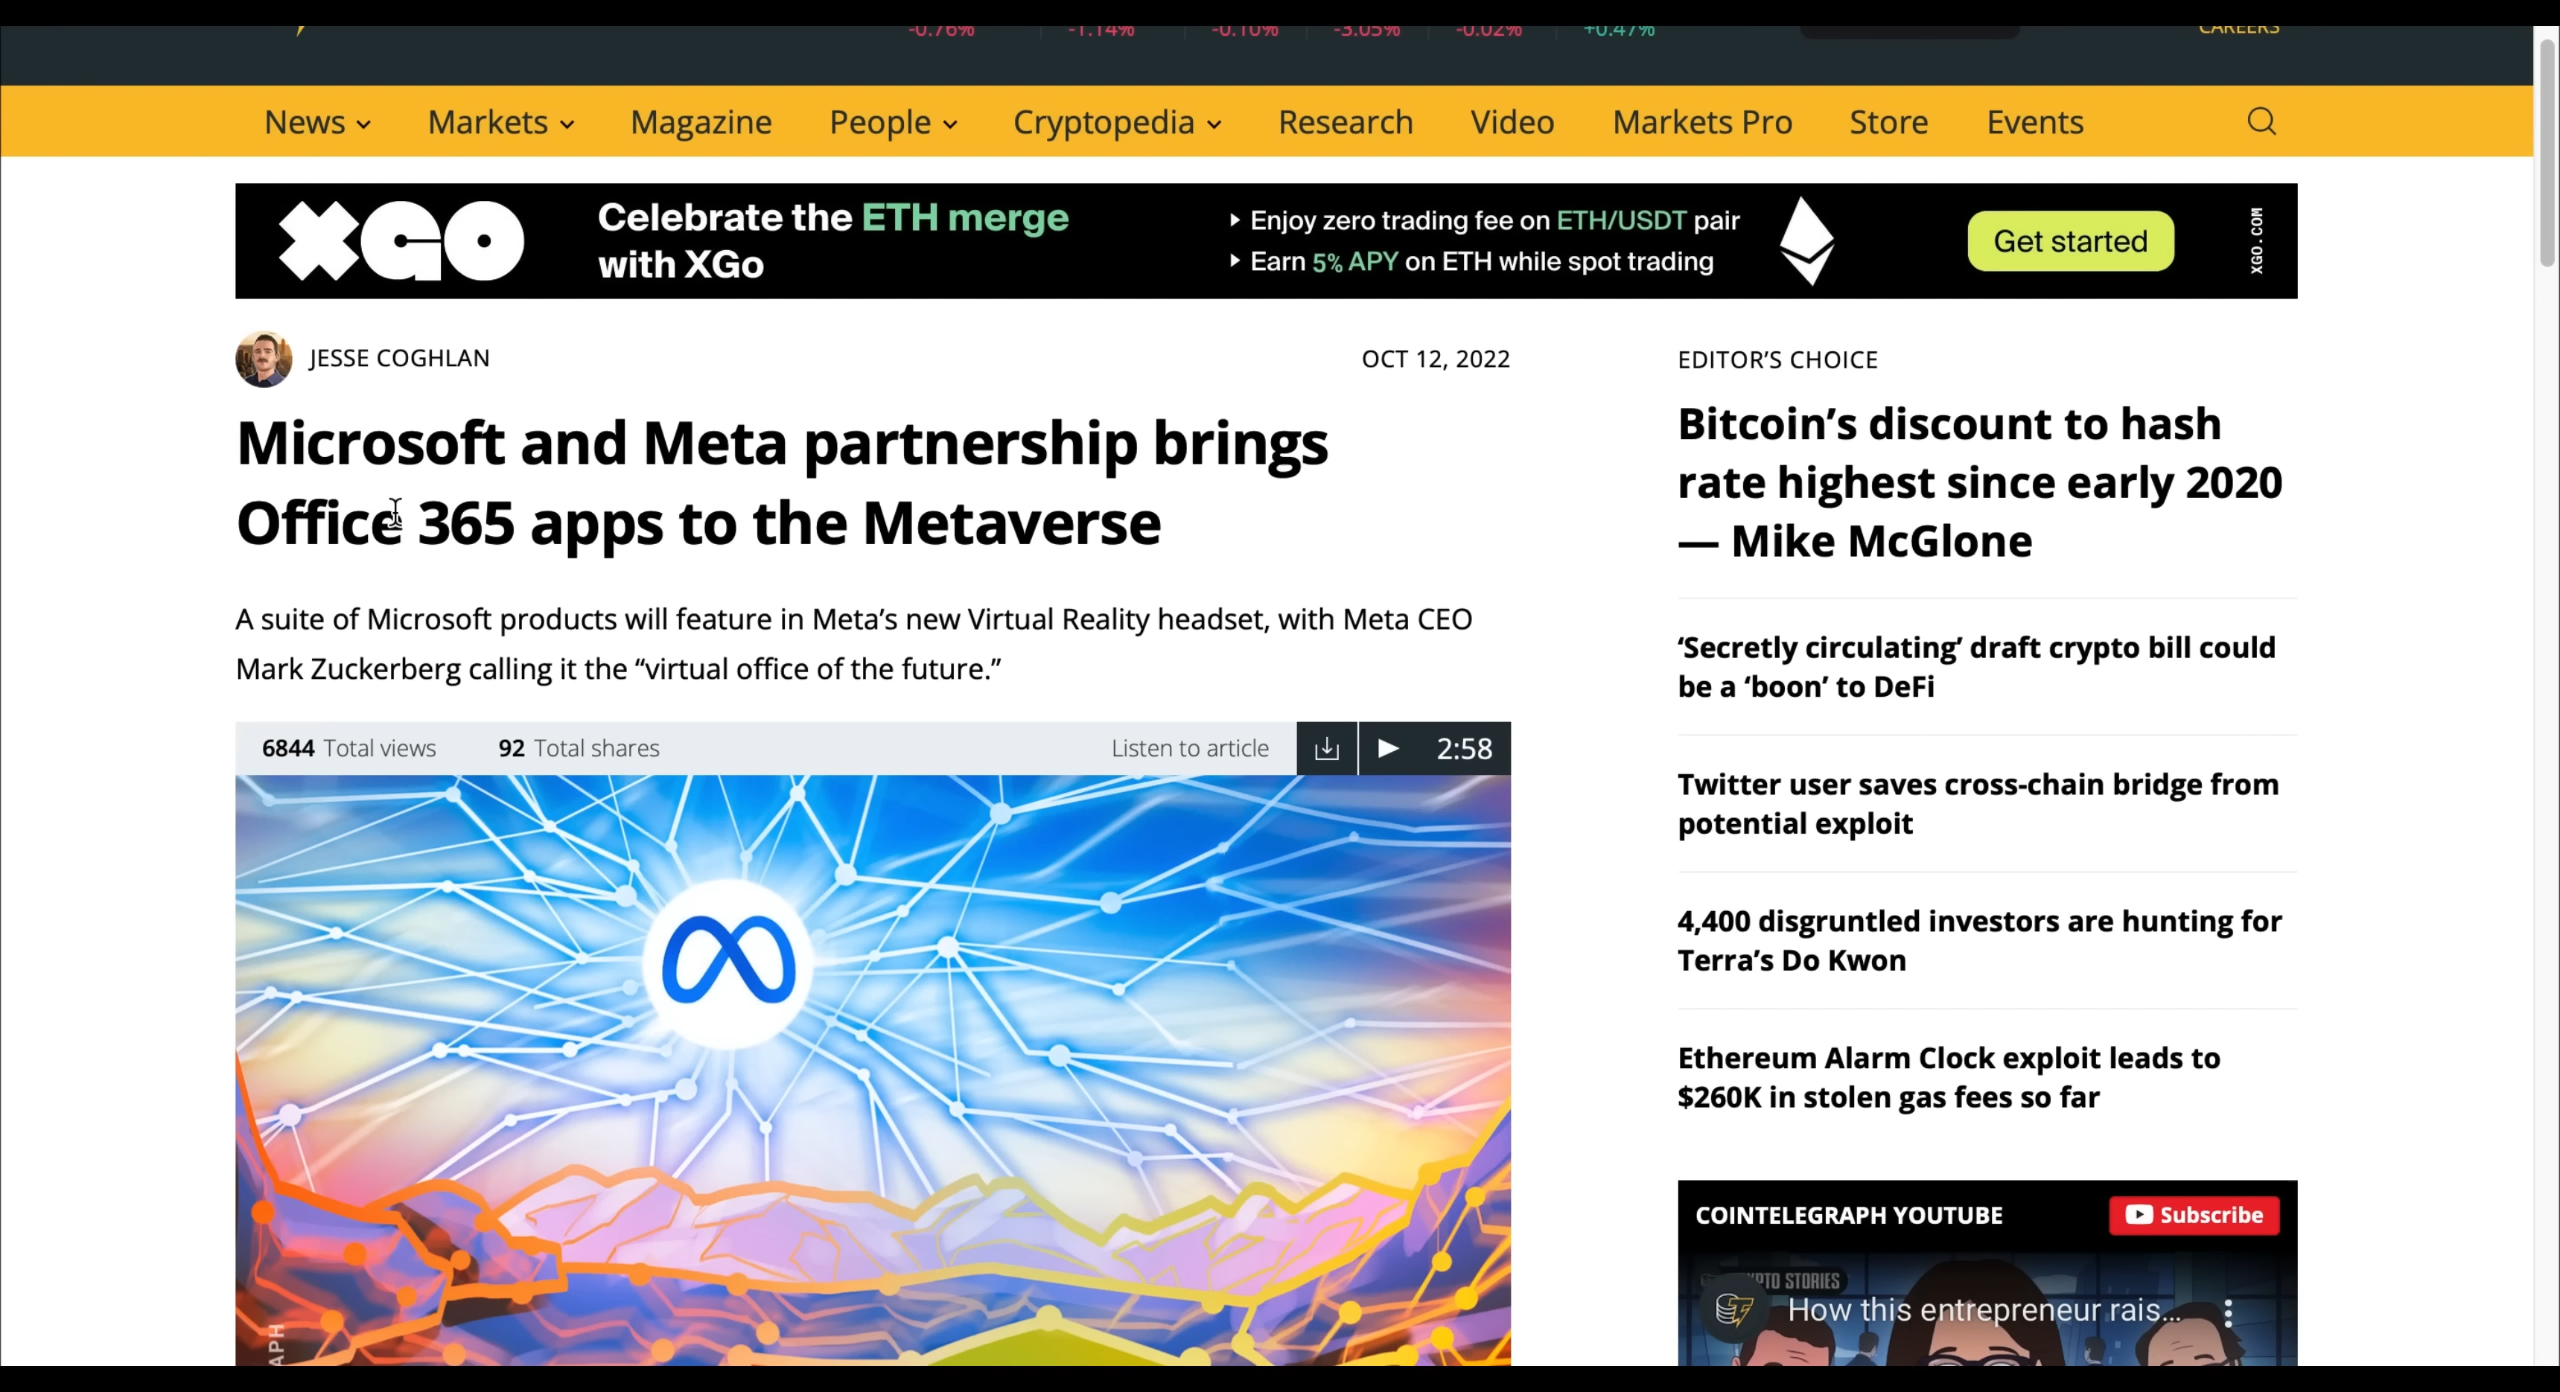 -0.76% -1.14% -0.10% -3.05% -0.02% +0.47%
CAREERS
News Markets Magazine People Cryptopedia Research Video Markets Pro Store Events
XGO
Celebrate the ETH merge
with XGo
Enjoy zero trading fee on ETH/USDT pair
Earn 5% APY on ETH while spot trading
Get started
XGO.COM
JESSE COGHLAN
OCT 12, 2022
Microsoft and Meta partnership brings
Office 365 apps to the Metaverse
A suite of Microsoft products will feature in Meta’s new Virtual Reality headset, with Meta CEO
Mark Zuckerberg calling it the “virtual office of the future.”
6844 Total views 92 Total shares Listen to article 2:58
EDITOR’S CHOICE
Bitcoin’s discount to hash
rate highest since early 2020
— Mike McGlone
‘Secretly circulating’ draft crypto bill could
be a ‘boon’ to DeFi
Twitter user saves cross-chain bridge from
potential exploit
4,400 disgruntled investors are hunting for
Terra’s Do Kwon
Ethereum Alarm Clock exploit leads to
$260K in stolen gas fees so far
COINTELEGRAPH YOUTUBE
Subscribe
STORIES
How this entrepreneur rais...